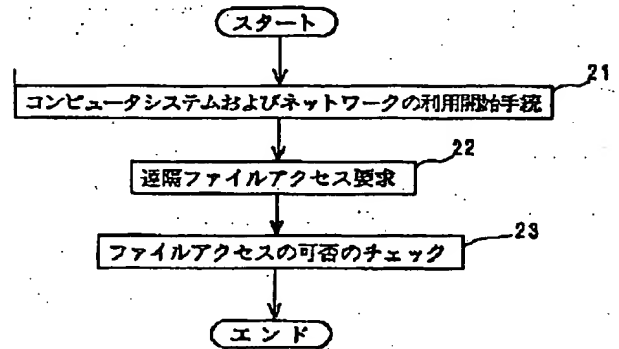 スタート
21
コンピュータシステムおよびネットワークの利用開始手続
22
遠隔ファイルアクセス要求
23
ファイルアクセスの可否のチェック
エンド